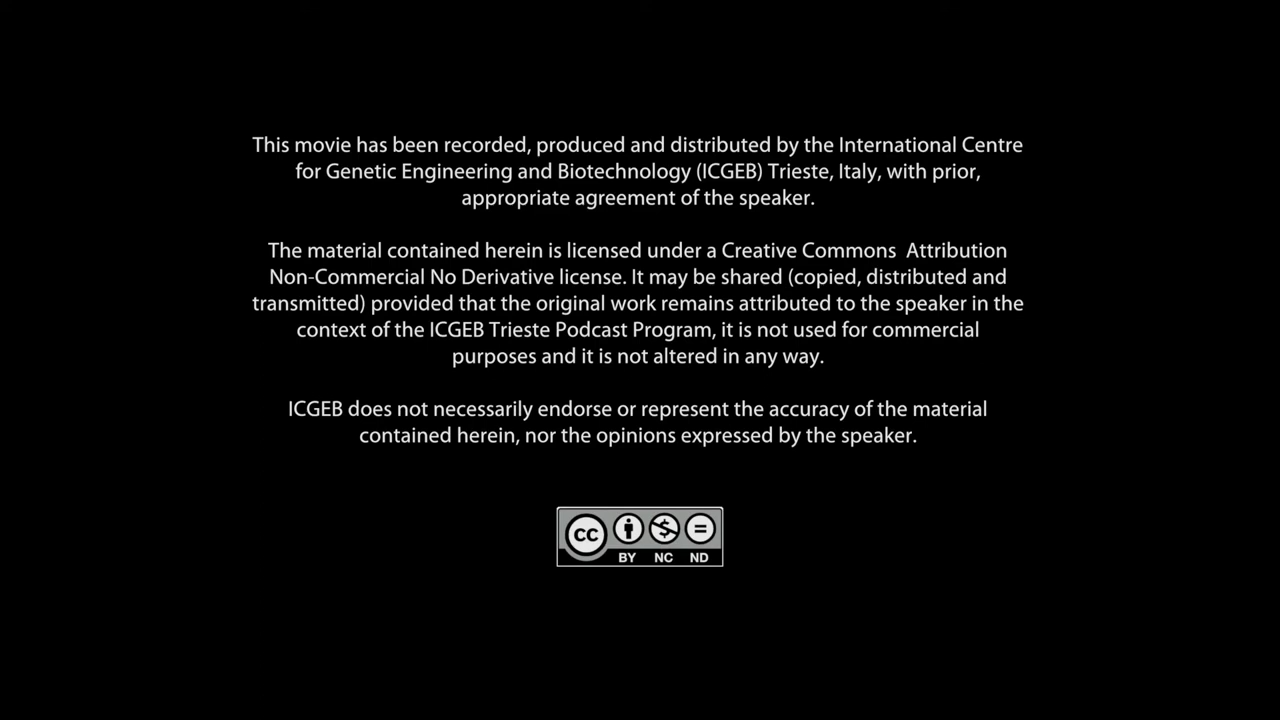 This movie has been recorded, produced and distributed by the International Centre
for Genetic Engineering and Biotechnology (ICGEB) Trieste, Italy, with prior,
appropriate agreement of the speaker.
The material contained herein is licensed under a Creative Commons  Attribution
Non-Commercial No Derivative license. It may be shared (copied, distributed and
transmitted) provided that the original work remains attributed to the speaker in the
context of the ICGEB Trieste Podcast Program, it is not used for commercial
purposes and it is not altered in any way.
ICGEB does not necessarily endorse or represent the accuracy of the material
contained herein, nor the opinions expressed by the speaker.
cc $ =
BY NC ND